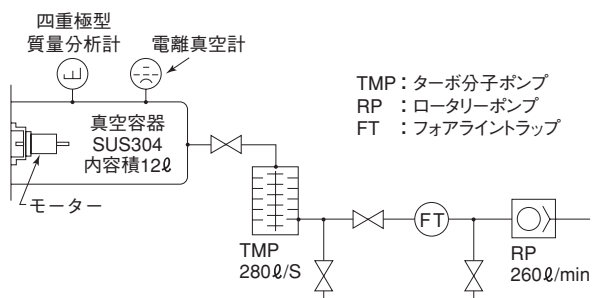 四重極型
質量分析計
電離真空計
真空容器
SUS304
内容積12ℓ
モーター
TMP:ターボ分子ポンプ
RP :ロータリーポンプ
FT :フォアライントラップ
TMP
280ℓ/S
FT
RP
260ℓ/min